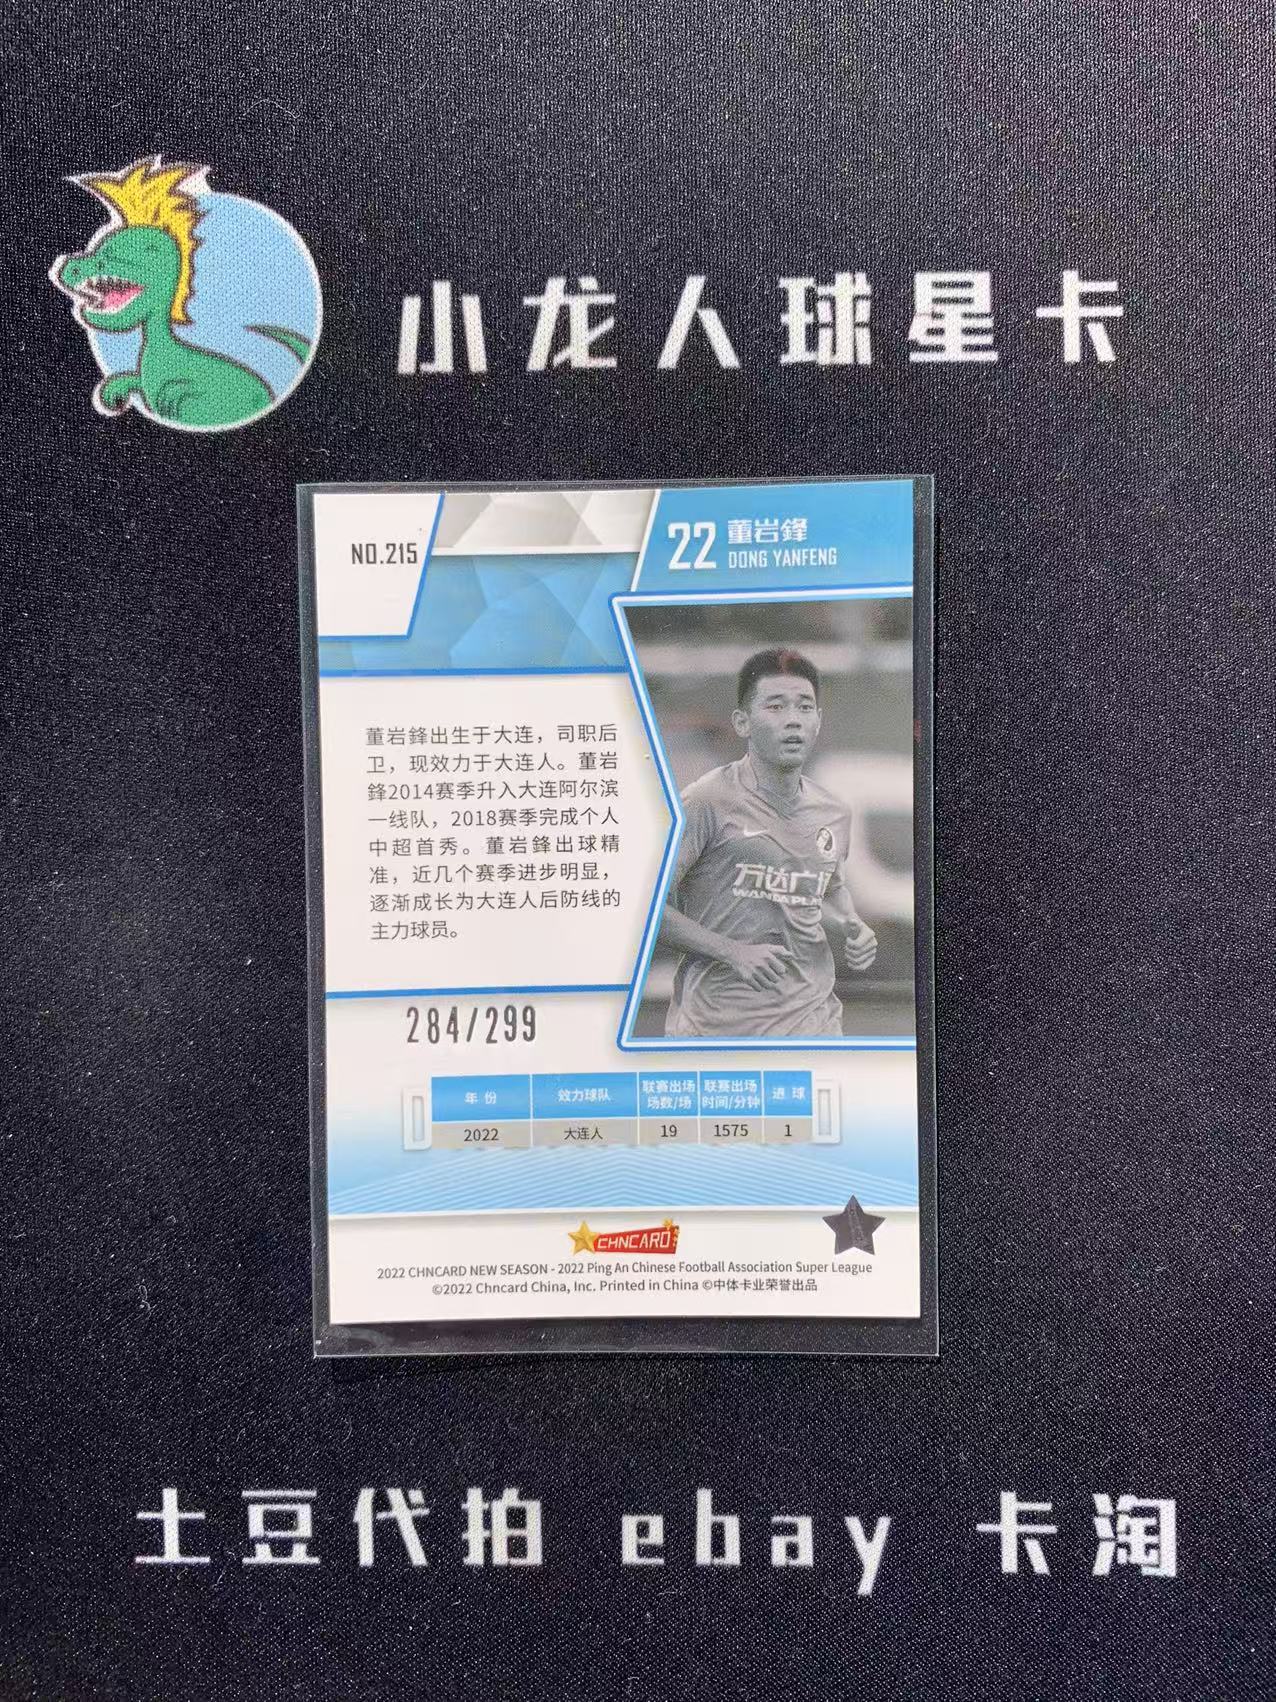 小龙人球星卡
NO.215
22 董岩鋒
DONG YANFENG
董岩鋒出生于大连，司职后
卫，现效力于大连人。董岩
鋒2014赛季升入大连阿尔滨
一线队，2018赛季完成个人
中超首秀。董岩鋒出球精
准，近几个赛季进步明显，
逐渐成长为大连人后防线的
主力球员。
万达广场
WANDA PLA
284/299
年份 效力球队 联赛出场 联赛出场 进球
场数/场 时间/分钟
2022 大连人 19 1575 1
CHNCARD
2022 CHNCARD NEW SEASON - 2022 Ping An Chinese Football Association Super League
©2022 Chncard China, Inc. Printed in China ©中体卡业荣誉出品
土豆代拍 ebay 卡淘